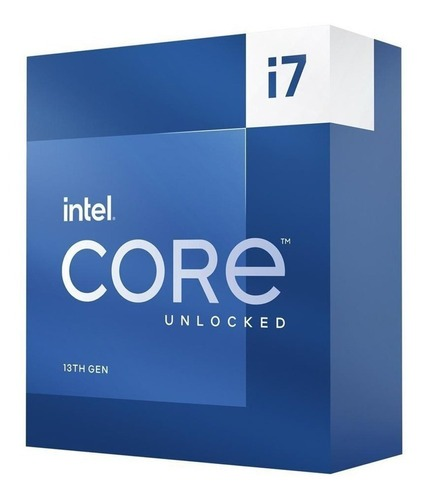 i7
intel.
CORE™
UNLOCKED
13TH GEN